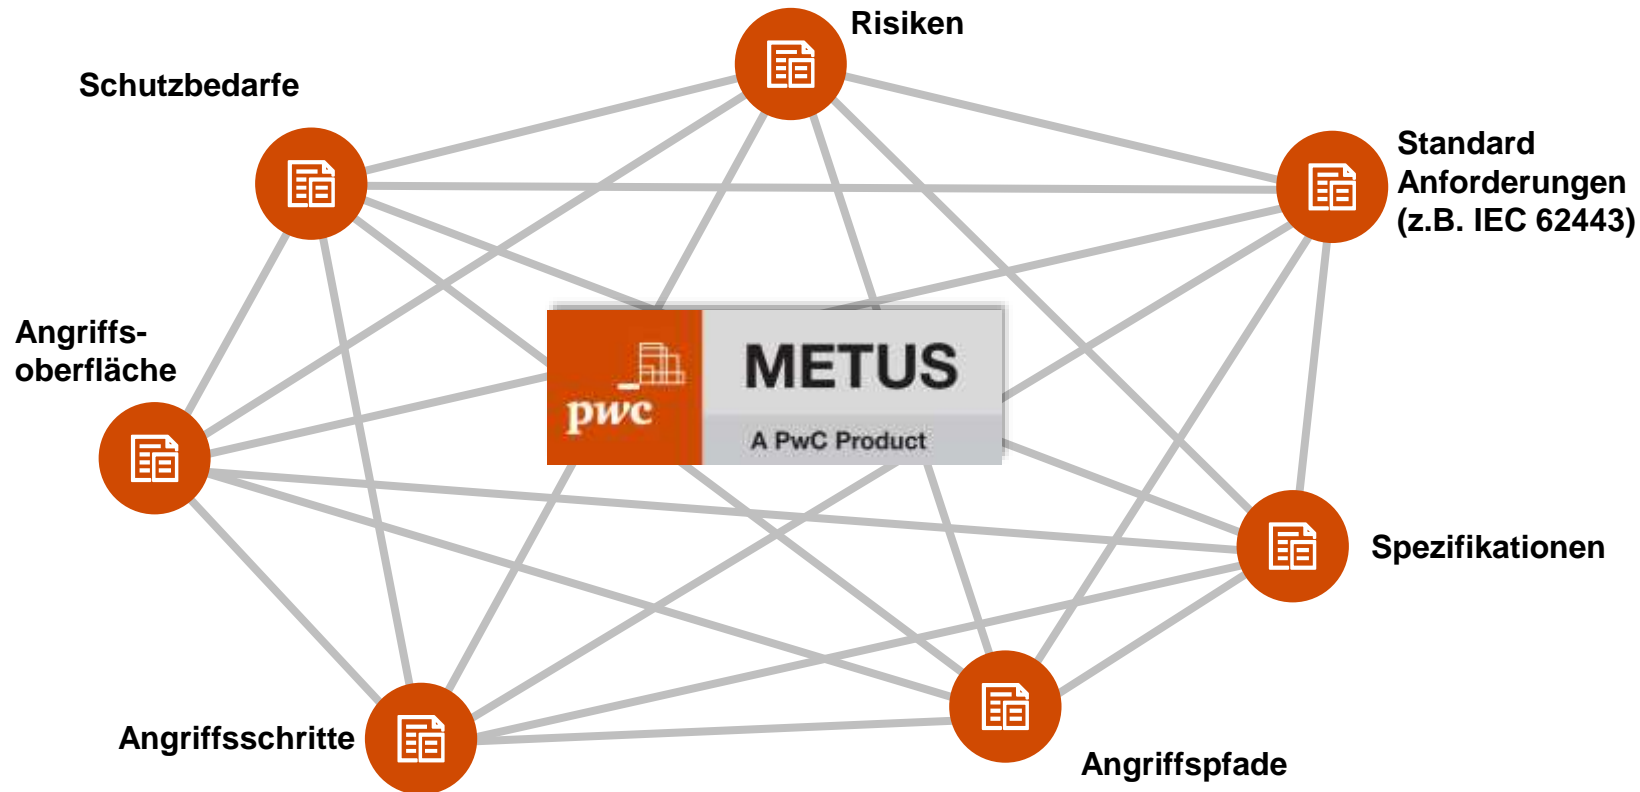 Risiken
Schutzbedarfe
Standard
Anforderungen
(z.B. IEC 62443)
Angriffs-
oberfläche
pwc
METUS
A PwC Product
Spezifikationen
Angriffsschritte
Angriffspfade